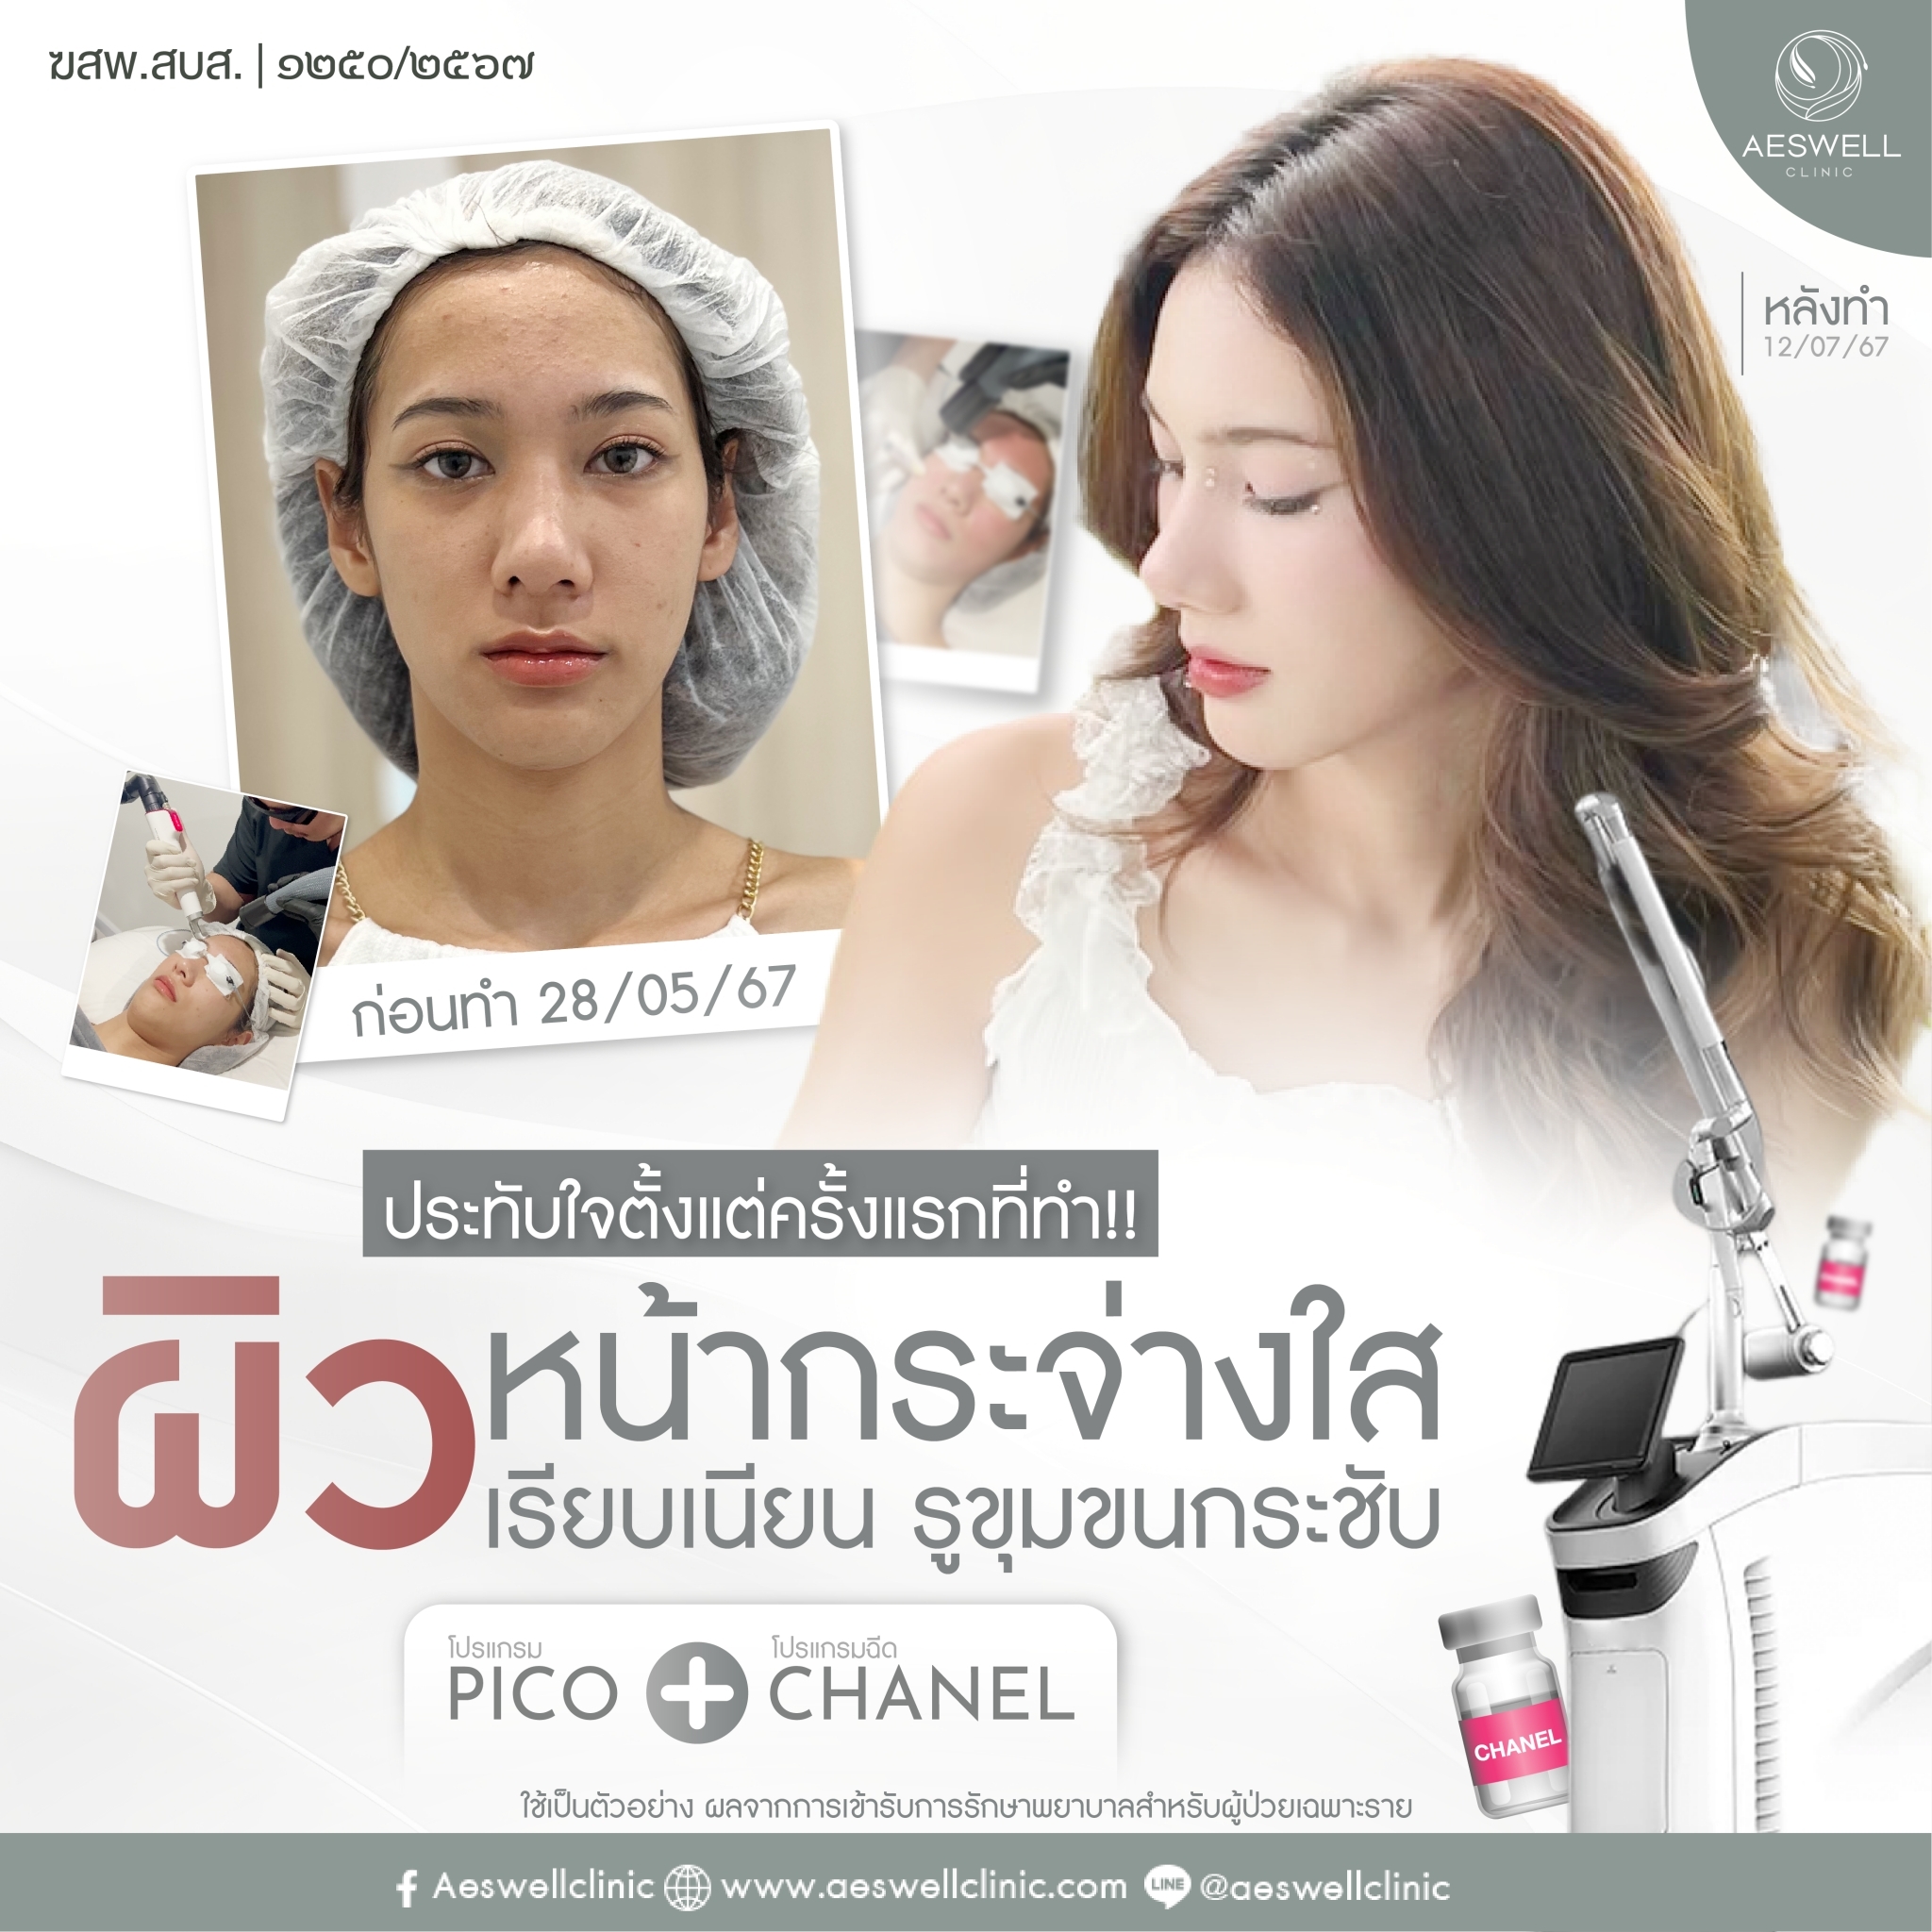 ฆสพ.สบส. | ๑๒๕๐/๒๕๖๗
AESWELL
CLINIC
หลังทำ
12/07/67
ก่อนทำ 28/05/67
ประทับใจตั้งแต่ครั้งแรกที่ทำ!!
ผิวหน้ากระจ่างใส
เรียบเนียน รูขุมขนกระชับ
โปรแกรม
PICO
โปรแกรมฉีด
CHANEL
CHANEL
ใช้เป็นตัวอย่าง ผลจากการเข้ารับการรักษาพยาบาลสำหรับผู้ป่วยเฉพาะราย
f Aeswellclinic www.aeswellclinic.com LINE @aeswellclinic